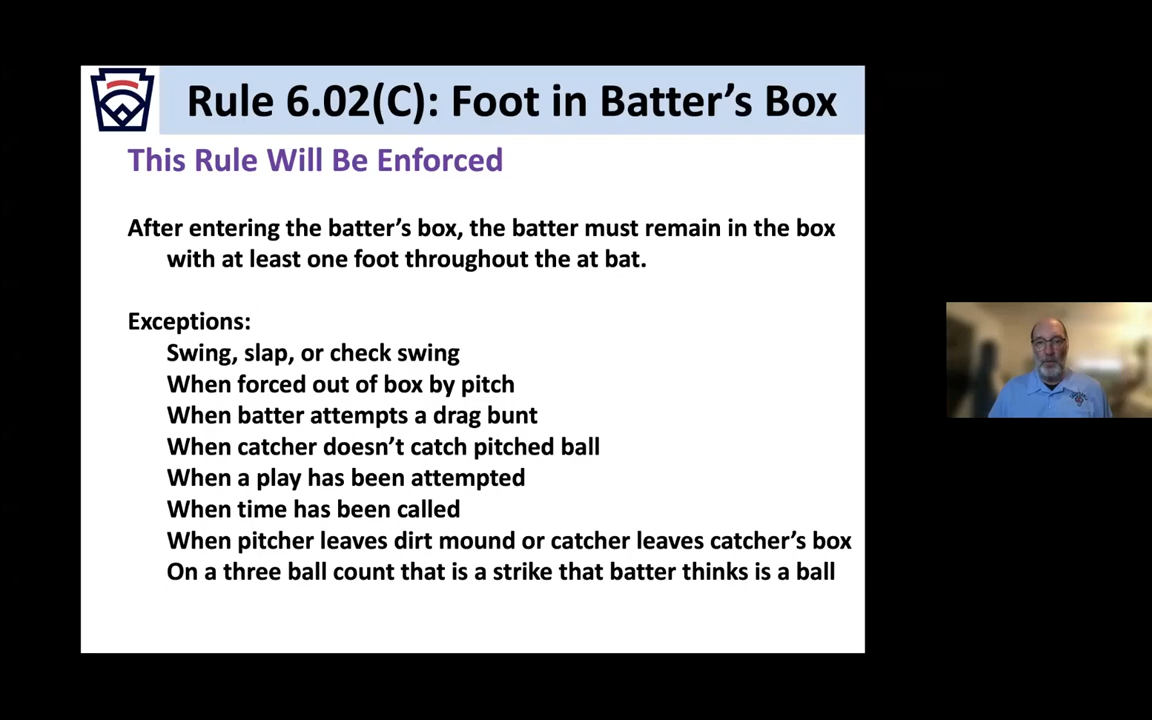 Rule 6.02(C): Foot in Batter’s Box
This Rule Will Be Enforced
After entering the batter’s box, the batter must remain in the box
with at least one foot throughout the at bat.
Exceptions:
Swing, slap, or check swing
When forced out of box by pitch
When batter attempts a drag bunt
When catcher doesn’t catch pitched ball
When a play has been attempted
When time has been called
When pitcher leaves dirt mound or catcher leaves catcher’s box
On a three ball count that is a strike that batter thinks is a ball